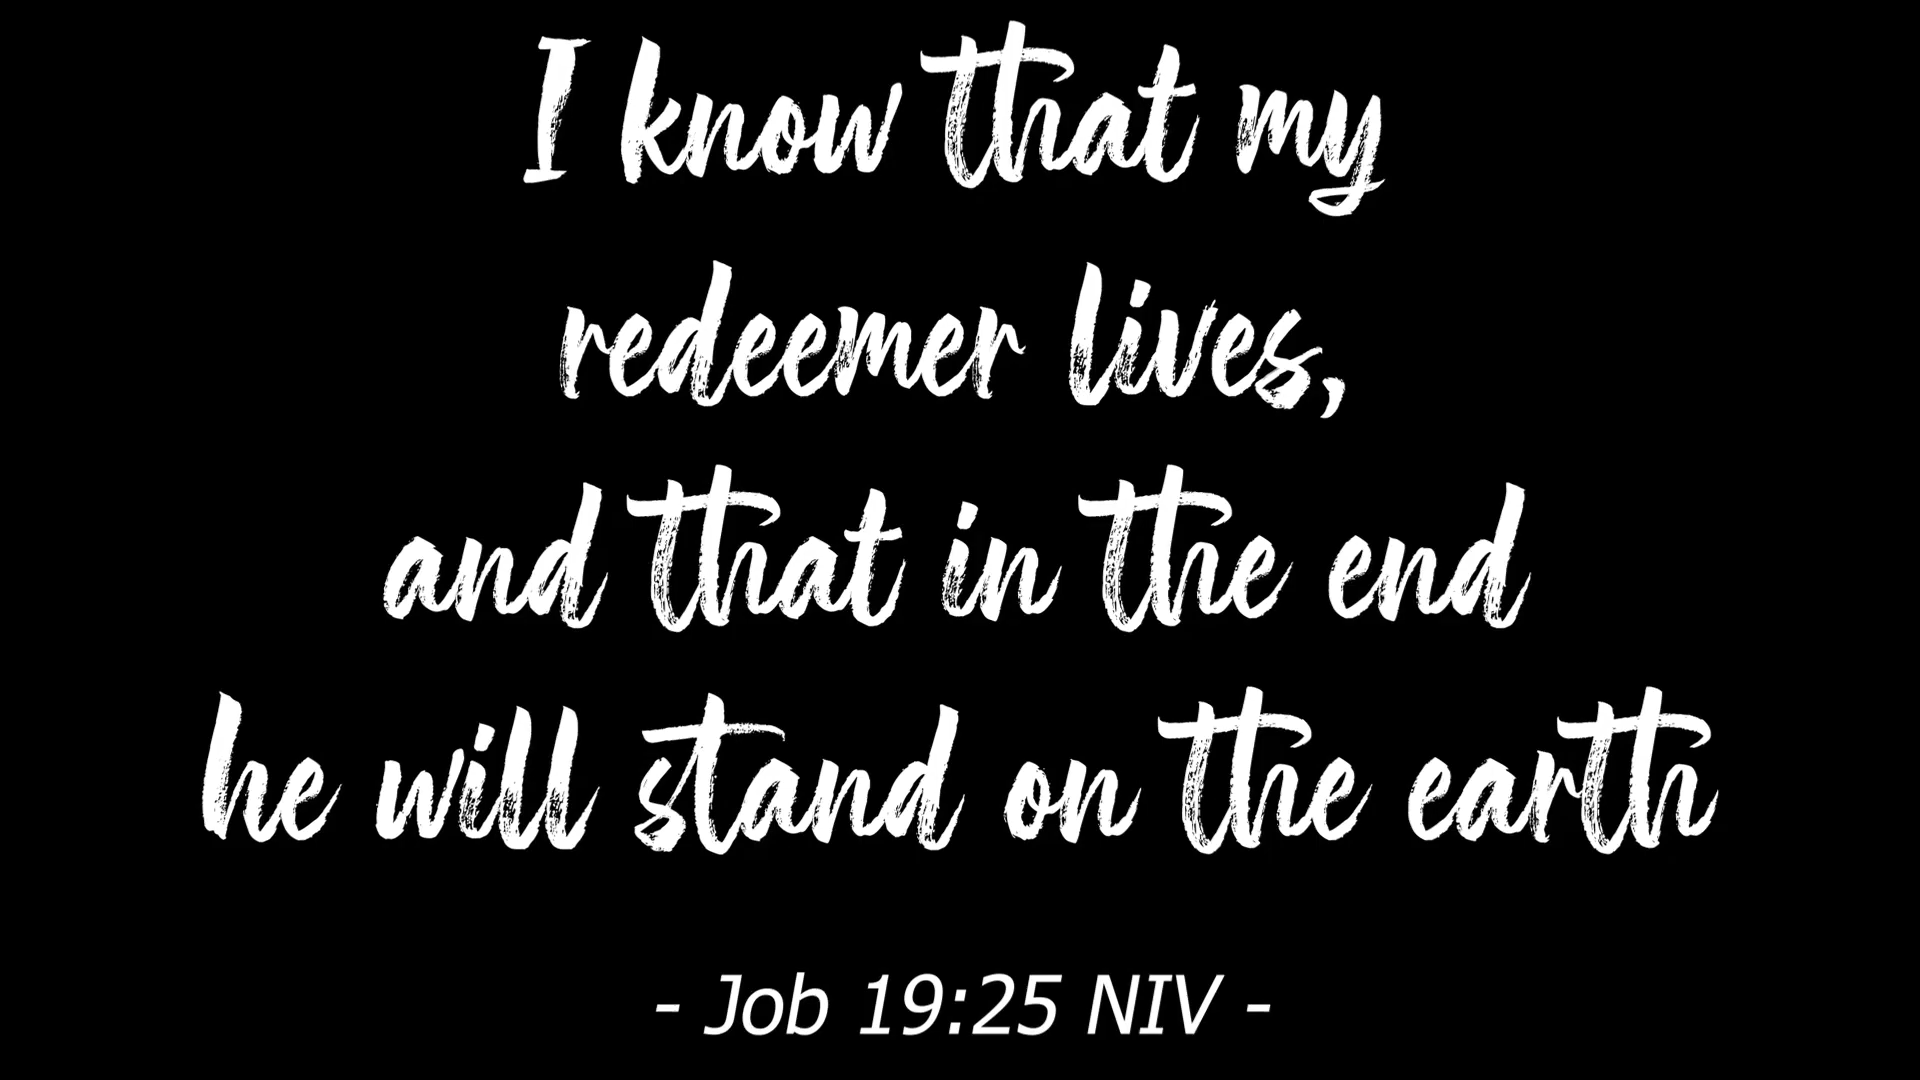 I know that my
redeemer lives,
and that in the end
he will stand on the earth
- Job 19:25 NIV -